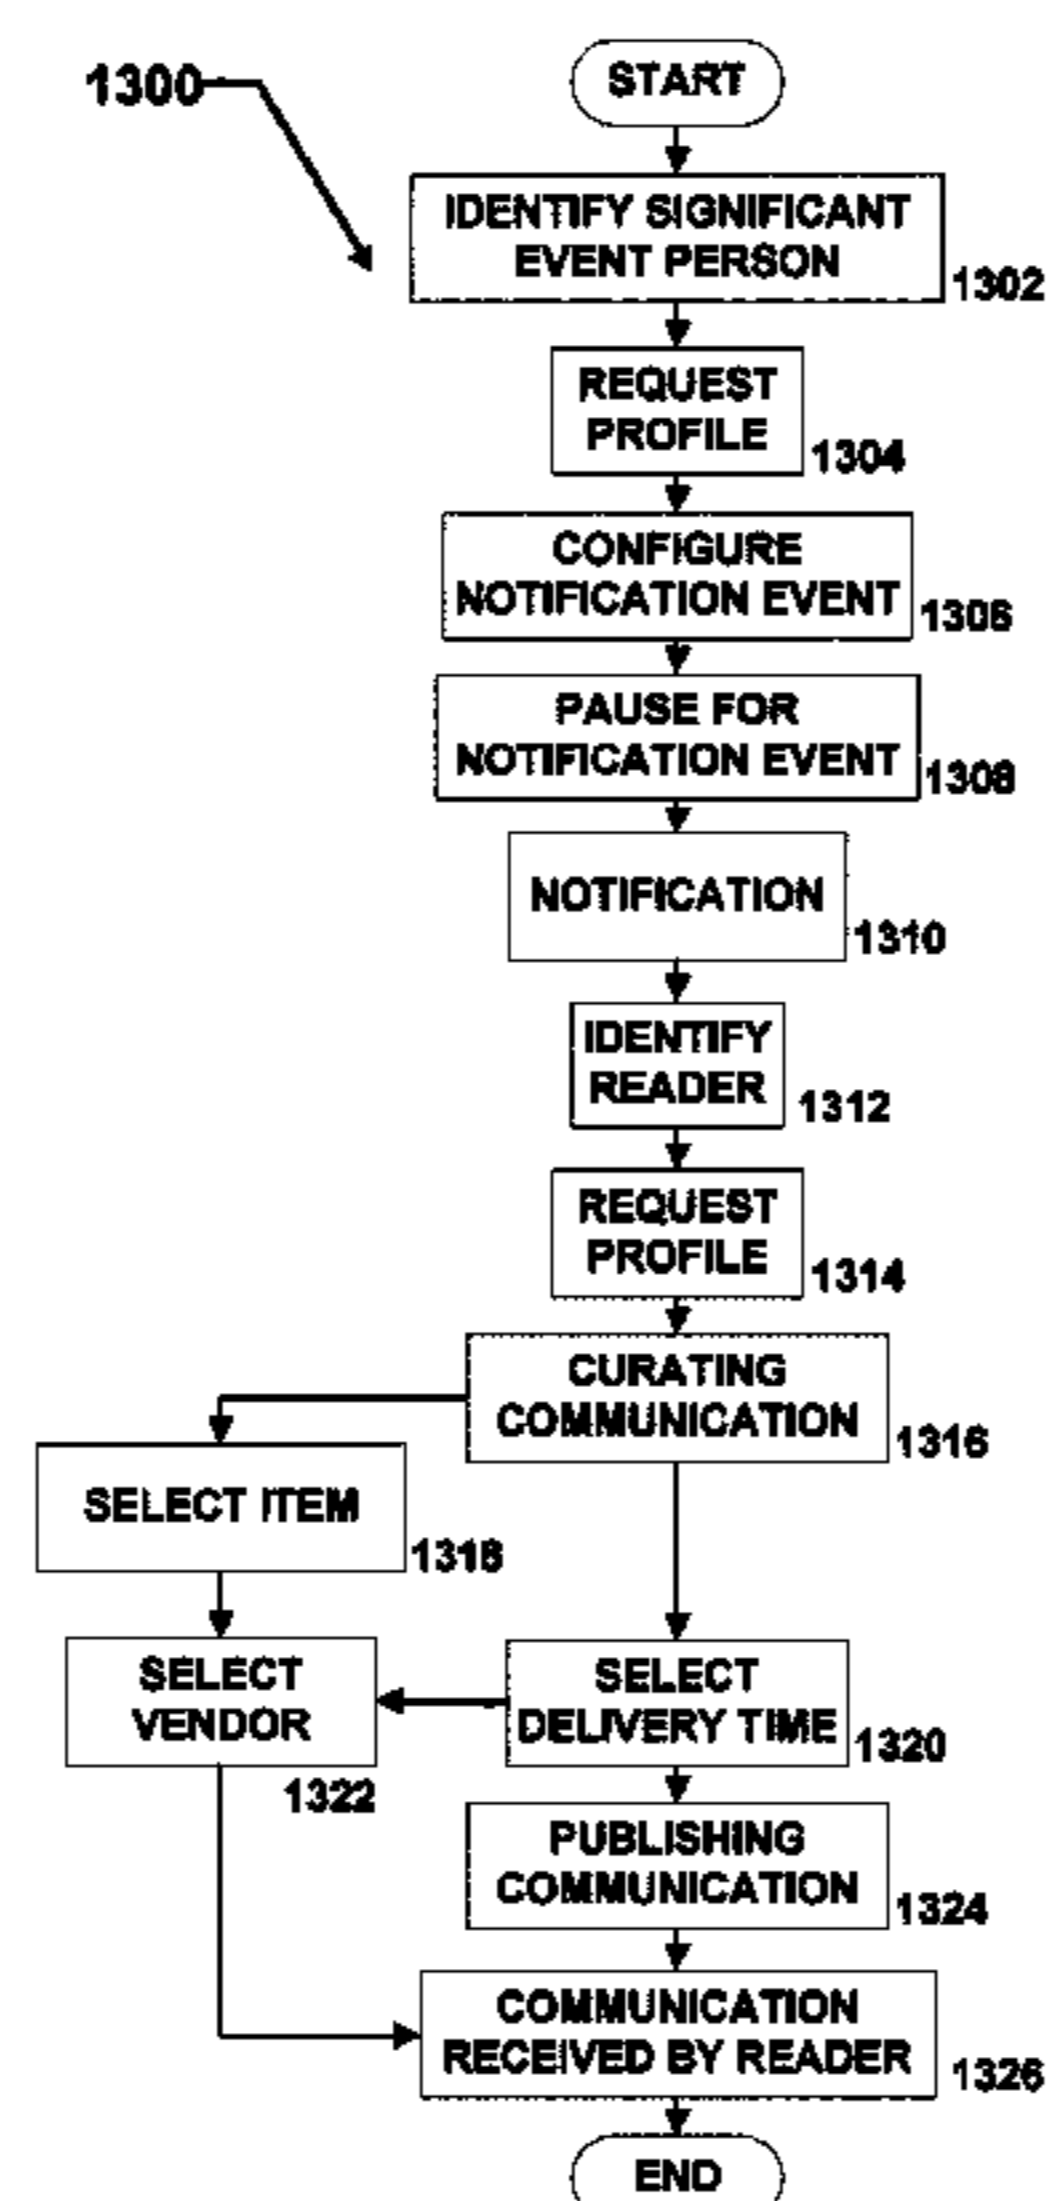 1300
START
IDENTIFY SIGNIFICANT
EVENT PERSON
1302
REQUEST
PROFILE
1304
CONFIGURE
NOTIFICATION EVENT
1306
PAUSE FOR
NOTIFICATION EVENT
1308
NOTIFICATION
1310
IDENTIFY
READER
1312
REQUEST
PROFILE
1314
CURATING
COMMUNICATION
1316
SELECT ITEM
1318
SELECT
VENDOR
1322
SELECT
DELIVERY TIME
1320
PUBLISHING
COMMUNICATION
1324
COMMUNICATION
RECEIVED BY READER
1326
END